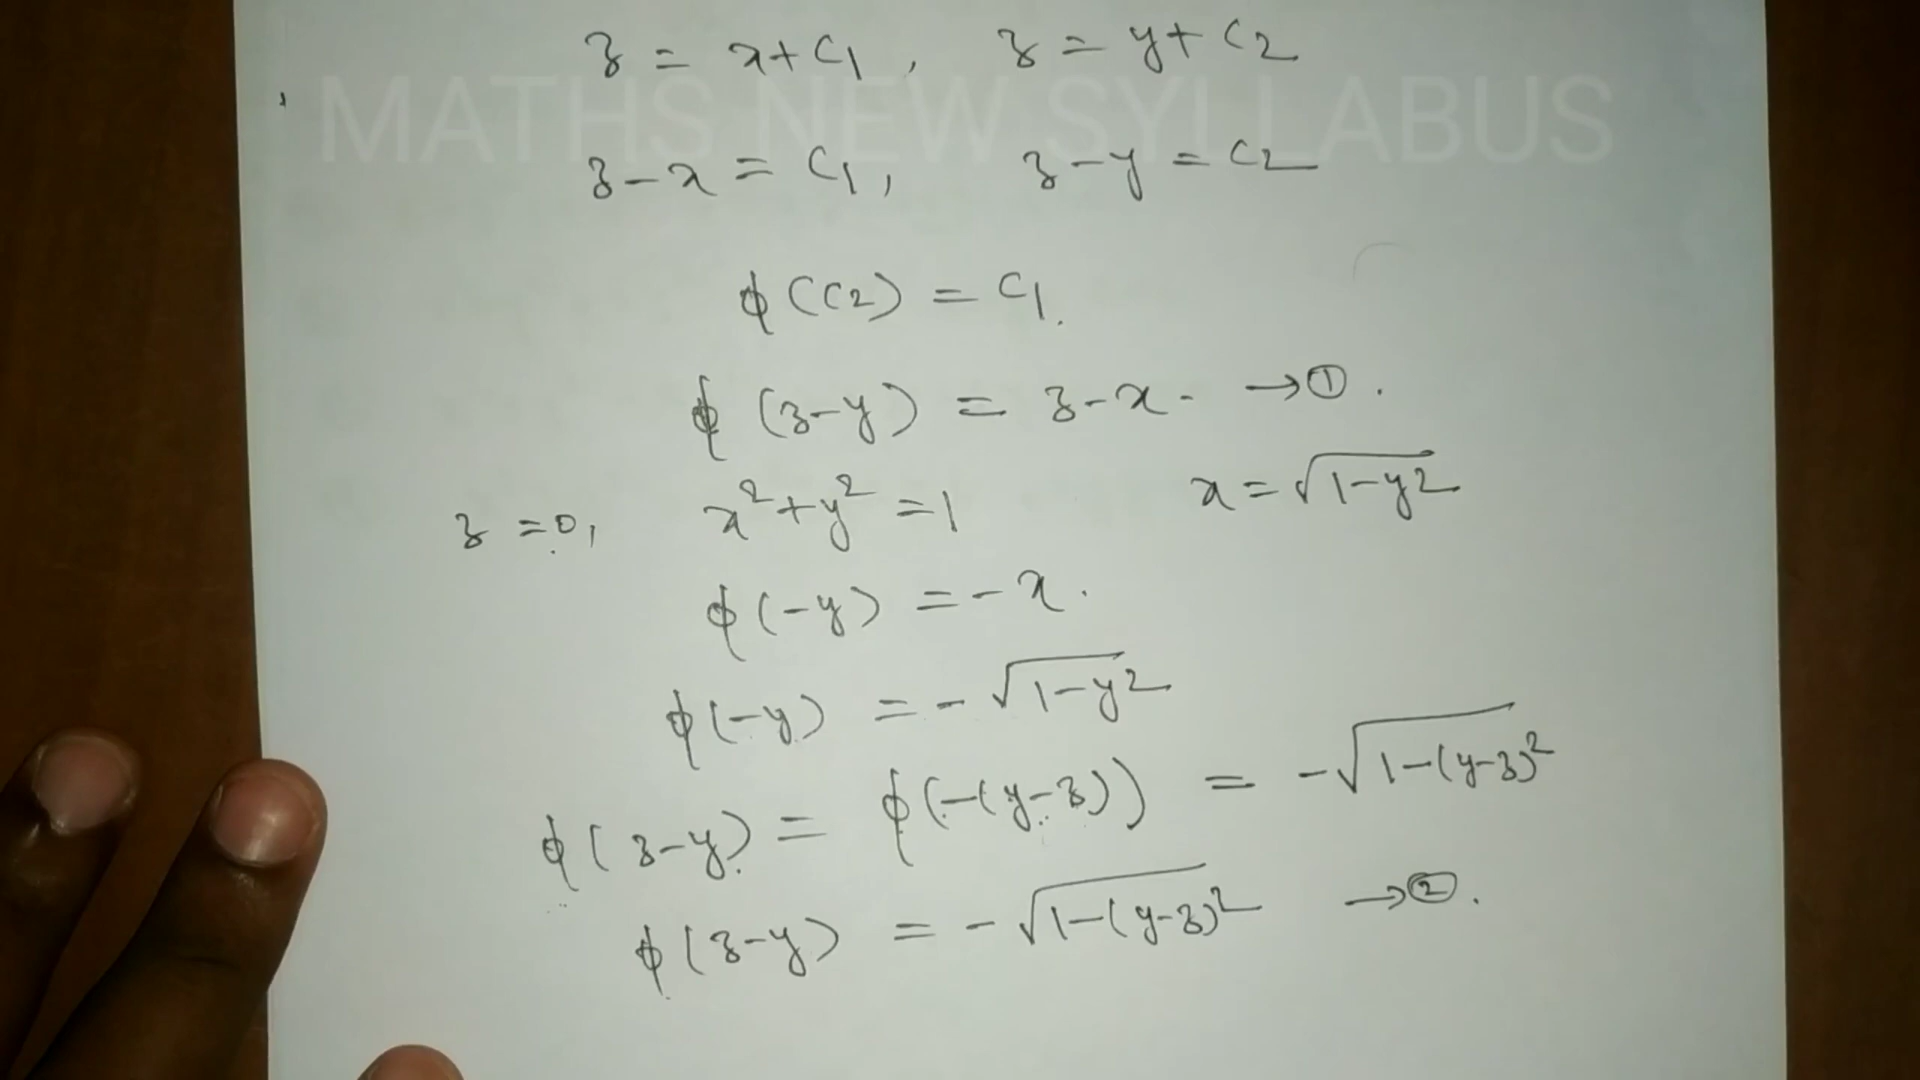 z = x + c1, z = y + c2
MATHS NEW SYLLABUS
z - x = c1, z - y = c2
ϕ(c2) = c1.
ϕ(z-y) = z-x. → ①.
z = 0, x² + y² = 1 x = √1-y²
ϕ(-y) = -x.
ϕ(-y) = -√1-y²
ϕ(z-y) = ϕ(-(y-z)) = -√1-(y-z)²
ϕ(z-y) = -√1-(y-z)² → ②.